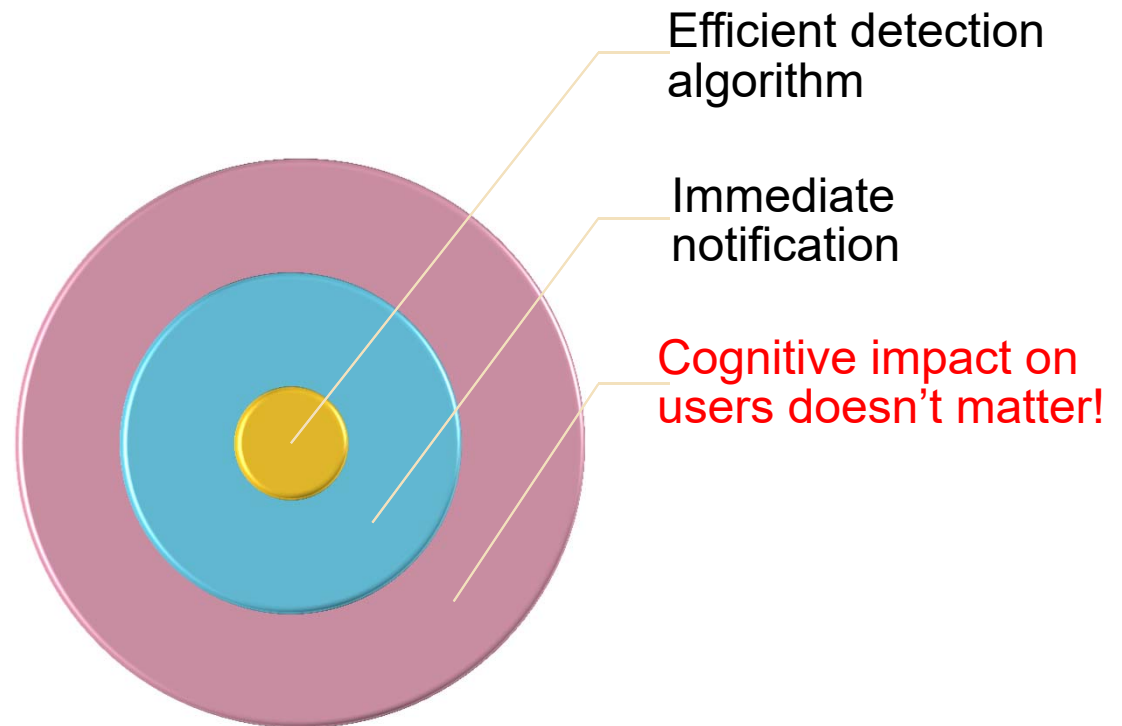 Efficient detection
algorithm
Immediate
notification
Cognitive impact on
users doesn’t matter!